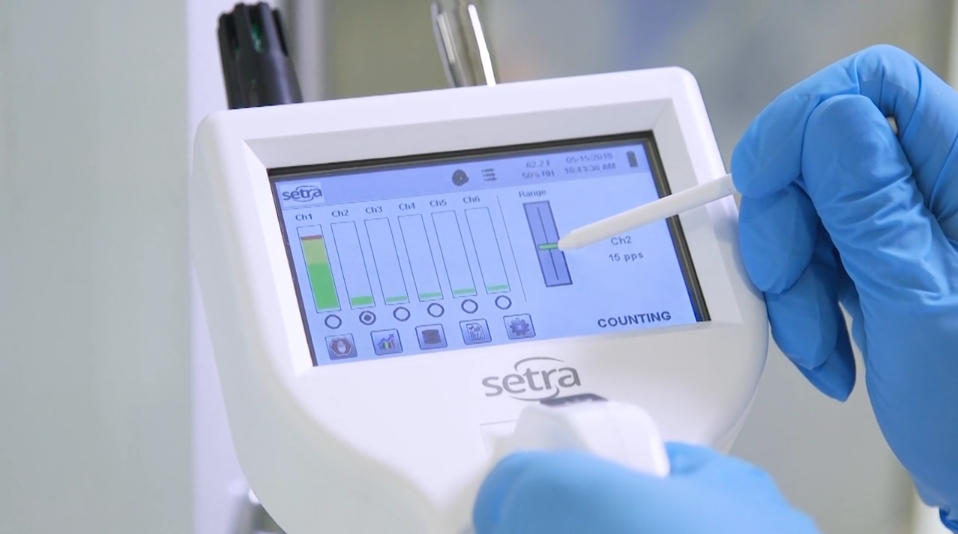 setra
62.2 F
50% RH
05/15/2018
10:43:36 AM
Ch1 Ch2 Ch3 Ch4 Ch5 Ch6
Range
Ch2
15 pps
COUNTING
setra